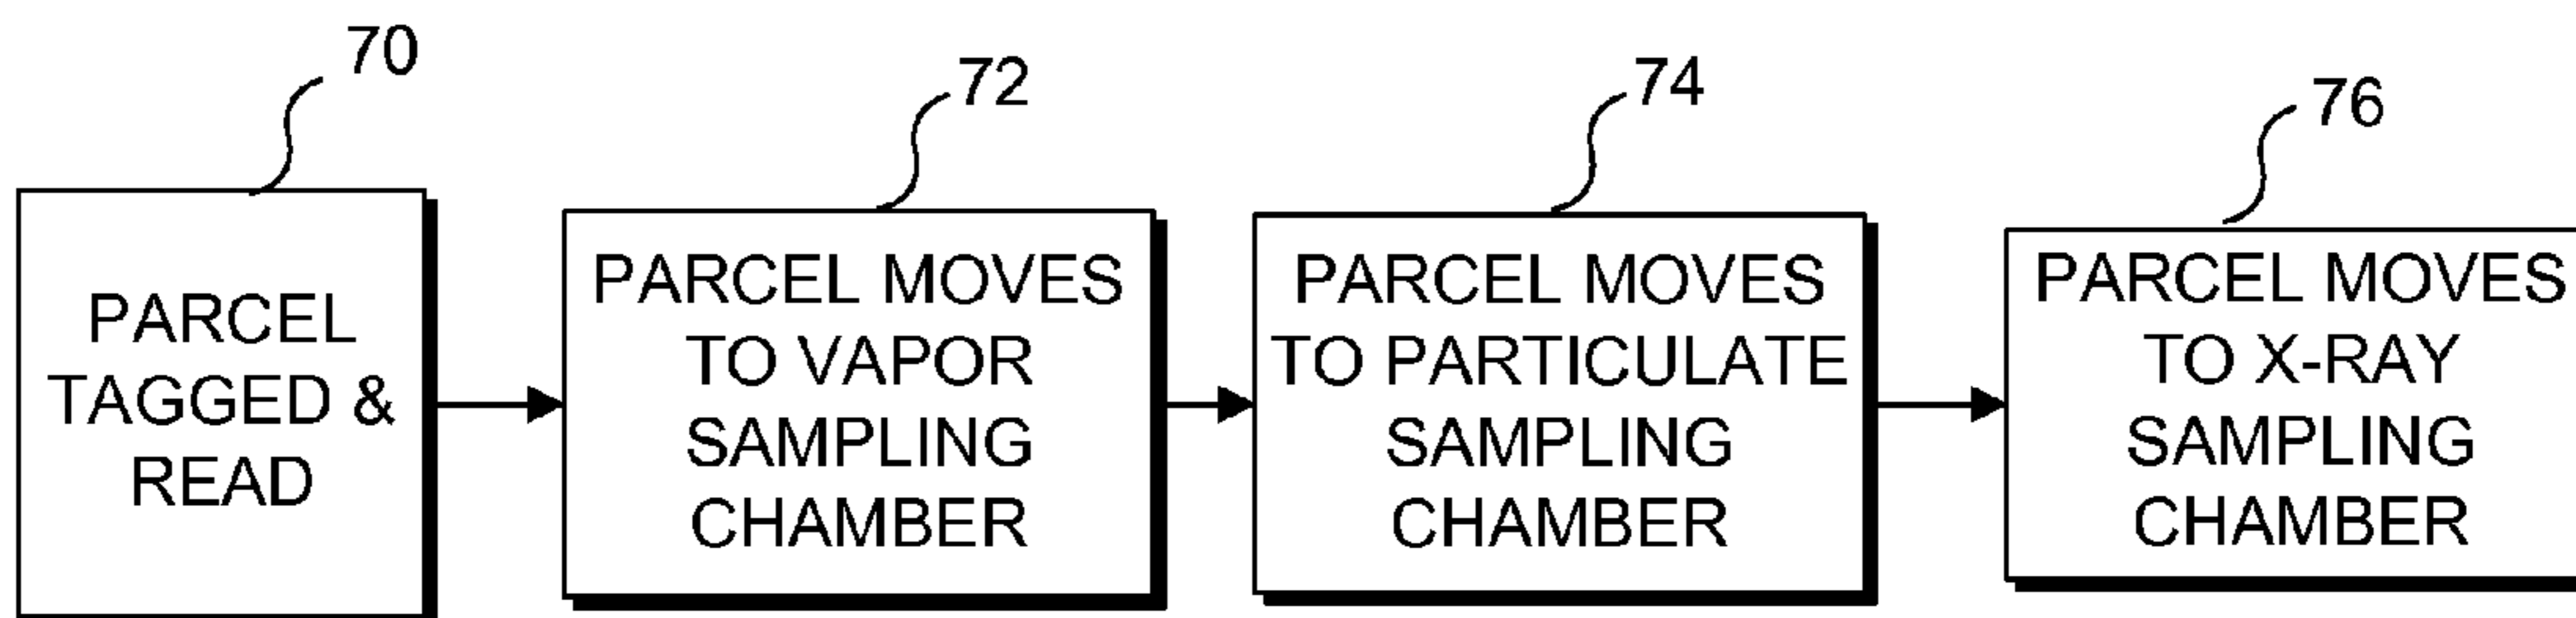 70
PARCEL
TAGGED &
READ
72
PARCEL MOVES
TO VAPOR
SAMPLING
CHAMBER
74
PARCEL MOVES
TO PARTICULATE
SAMPLING
CHAMBER
76
PARCEL MOVES
TO X-RAY
SAMPLING
CHAMBER